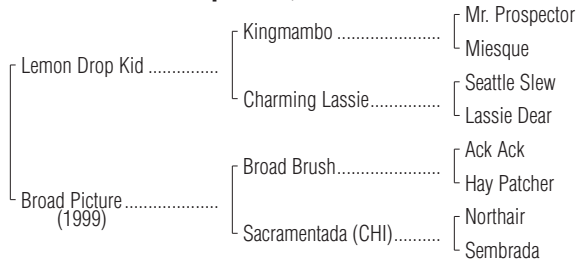 Mr. Prospector
Kingmambo ..................
Miesque
Lemon Drop Kid ...............
Seattle Slew
Charming Lassie...............
Lassie Dear
Ack Ack
Broad Brush......................
Hay Patcher
Broad Picture....................
(1999)
Northair
Sacramentada (CHI)..........
Sembrada